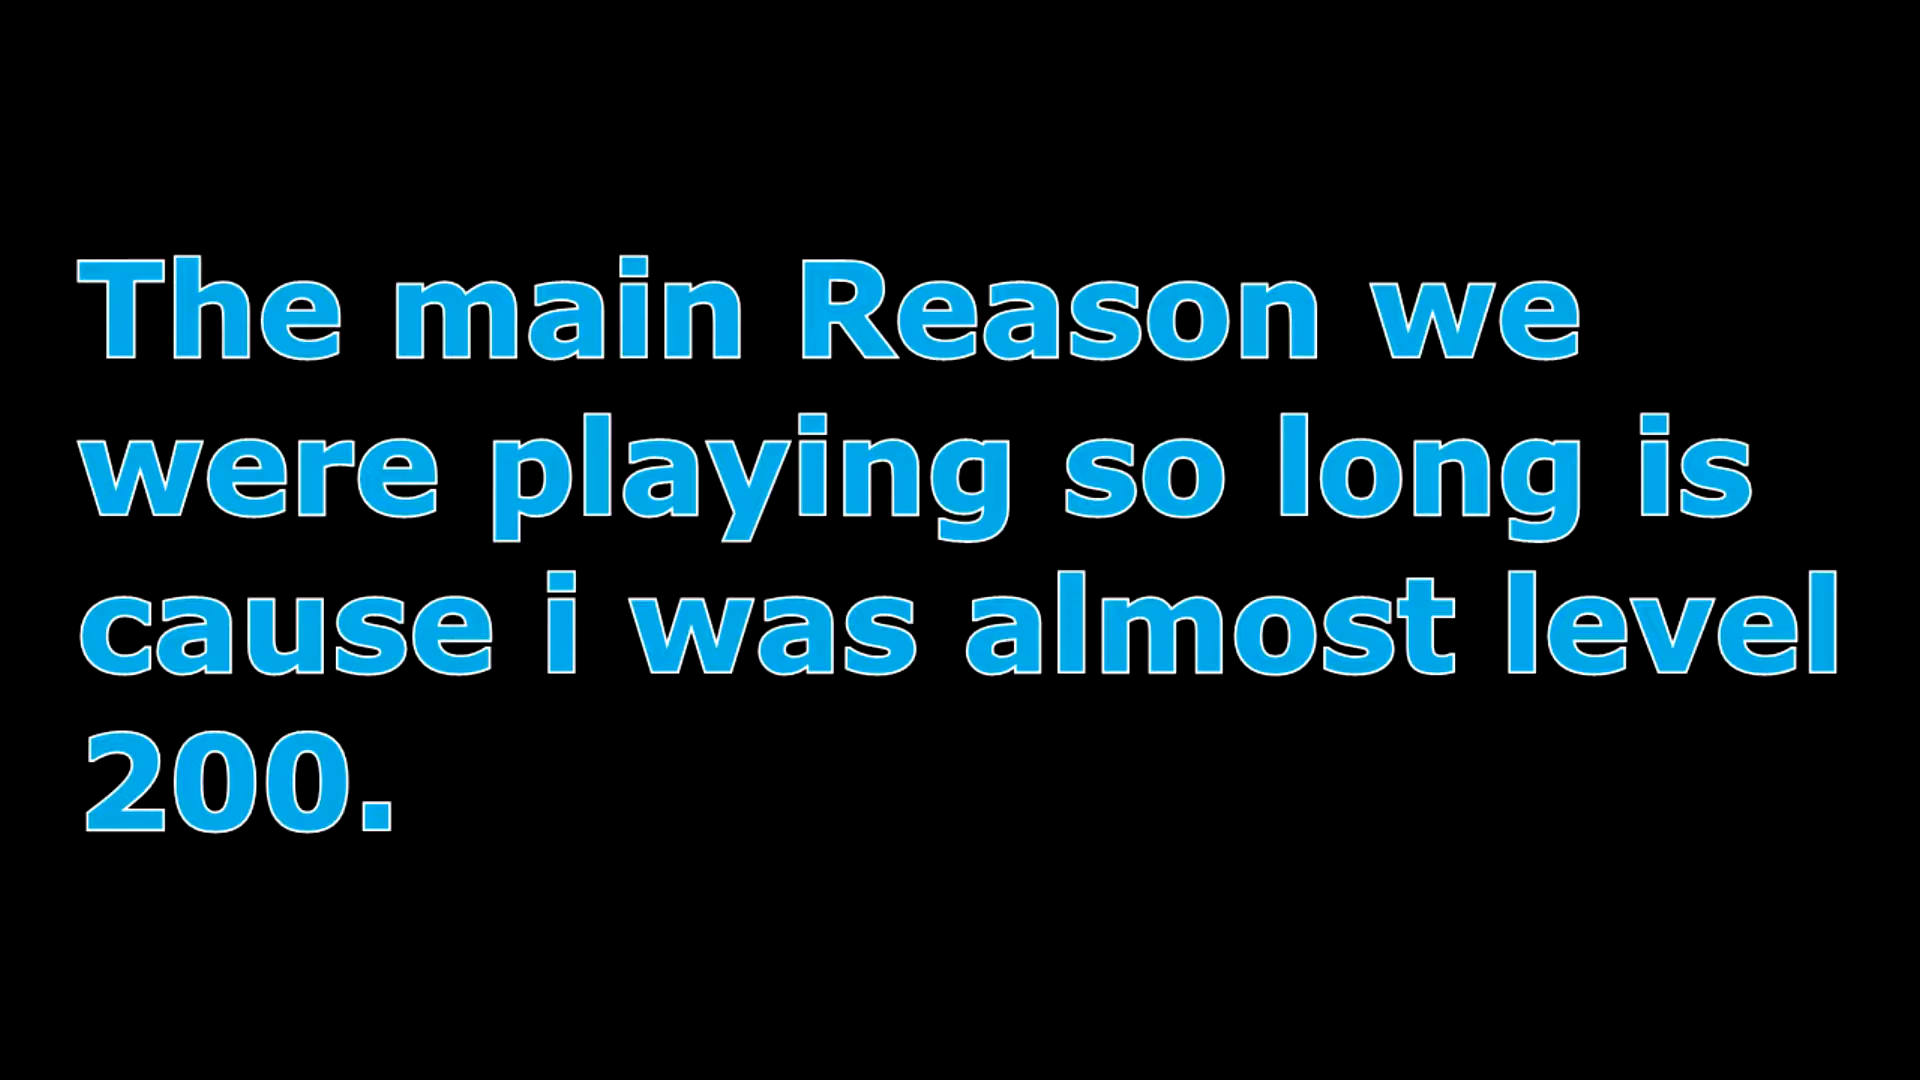 The main Reason we
were playing so long is
cause i was almost level
200.